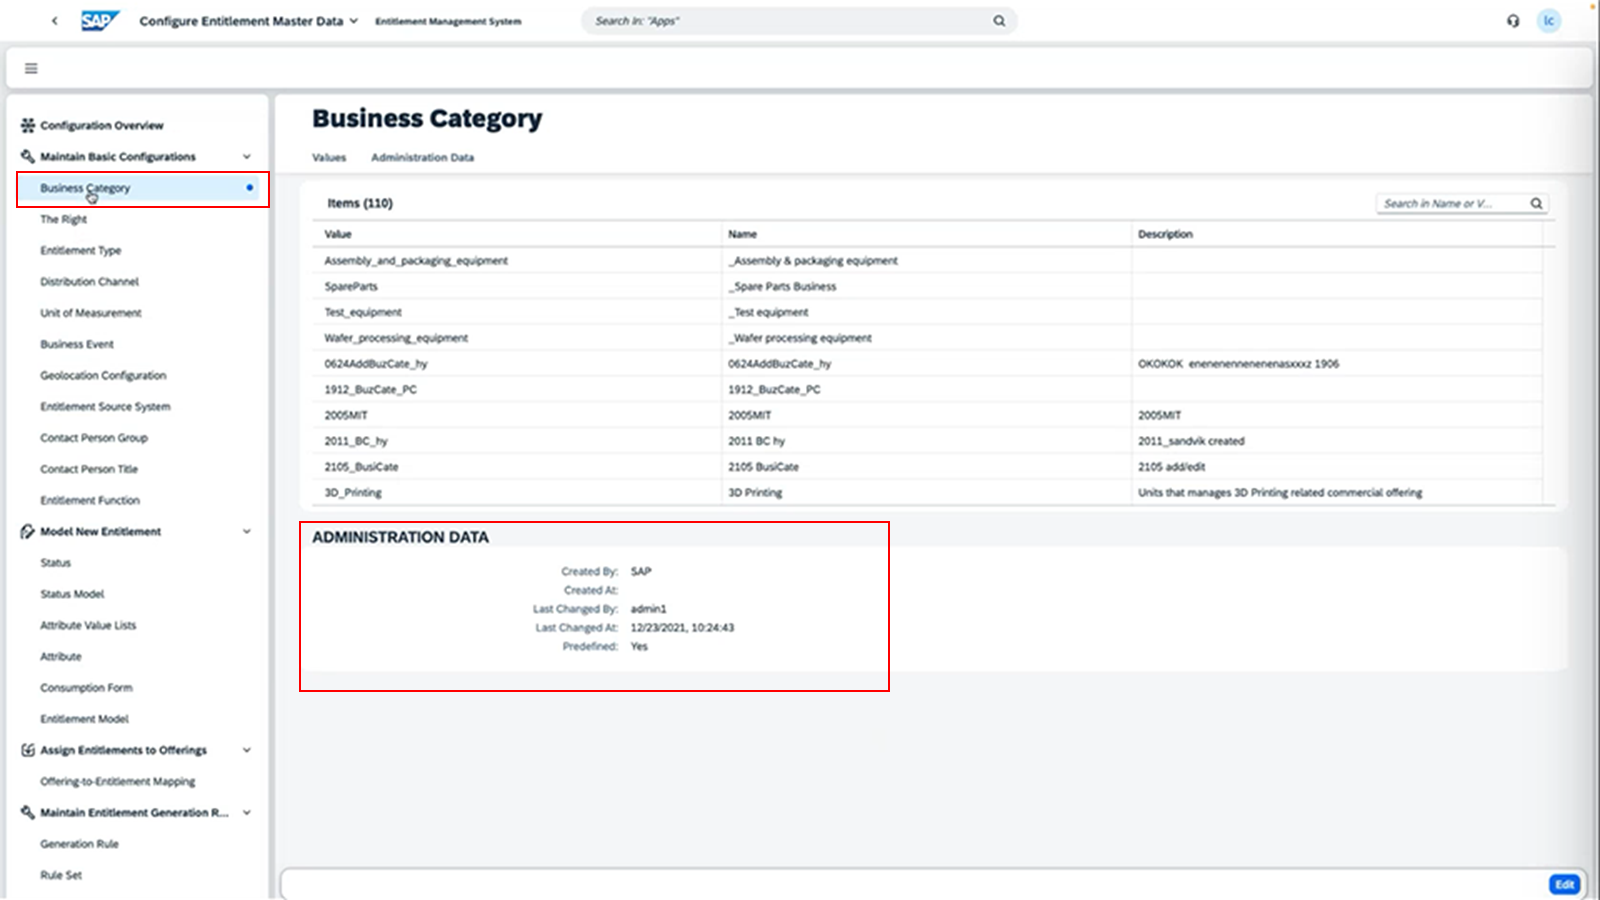 SAP Configure Entitlement Master Data Entitlement Management System Search In: "Apps" lc
Configuration Overview
Maintain Basic Configurations
Business Category
The Right
Entitlement Type
Distribution Channel
Unit of Measurement
Business Event
Geolocation Configuration
Entitlement Source System
Contact Person Group
Contact Person Title
Entitlement Function
Model New Entitlement
Status
Status Model
Attribute Value Lists
Attribute
Consumption Form
Entitlement Model
Assign Entitlements to Offerings
Offering-to-Entitlement Mapping
Maintain Entitlement Generation R...
Generation Rule
Rule Set
Business Category
Values Administration Data
Items (110) Search in Name or V...
Value Name Description
Assembly_and_packaging_equipment _Assembly & packaging equipment
SpareParts _Spare Parts Business
Test_equipment _Test equipment
Wafer_processing_equipment _Wafer processing equipment
0624AddBuzCate_hy 0624AddBuzCate_hy OKOKOK enenenennenenenasxxxz 1906
1912_BuzCate_PC 1912_BuzCate_PC
2005MIT 2005MIT 2005MIT
2011_BC_hy 2011 BC hy 2011_sandvik created
2105_BusiCate 2105 BusiCate 2105 add/edit
3D_Printing 3D Printing Units that manages 3D Printing related commercial offering
ADMINISTRATION DATA
Created By: SAP
Created At:
Last Changed By: admin1
Last Changed At: 12/23/2021, 10:24:43
Predefined: Yes
Edit